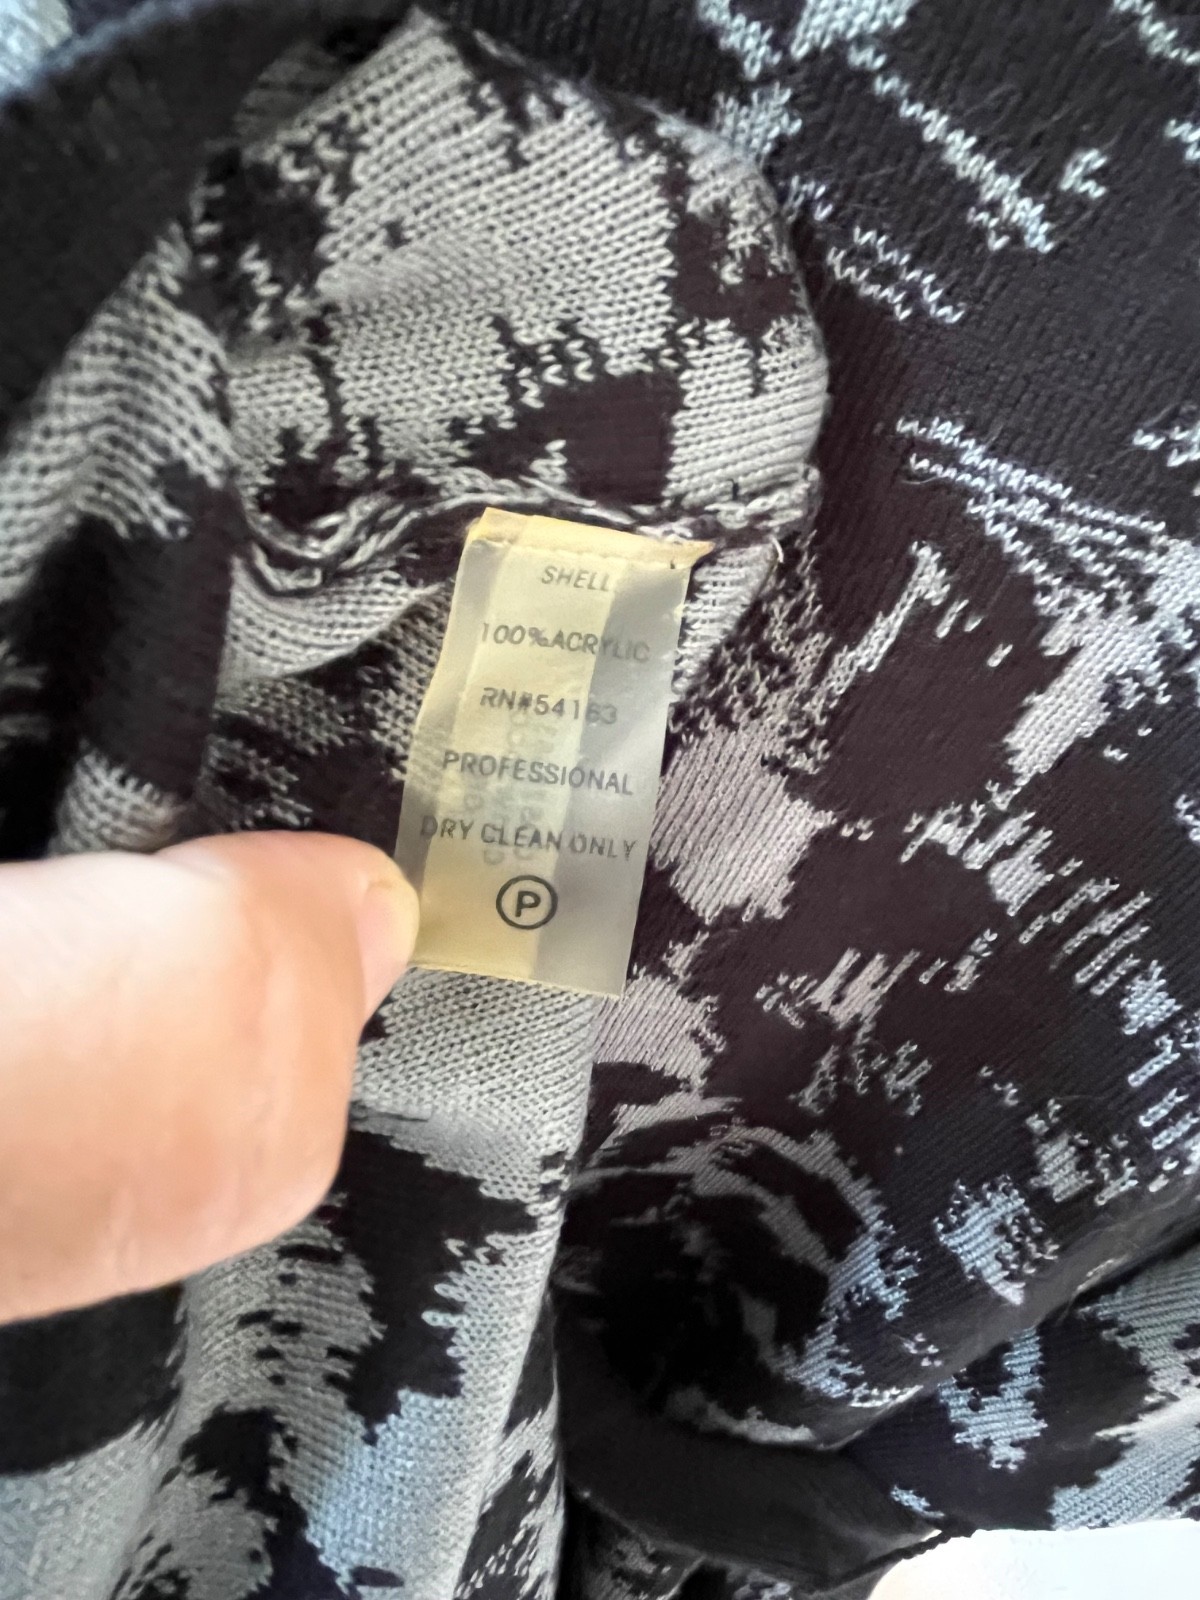 SHELL:
100%ACRYLIC
RN#54163
PROFESSIONAL
DRY CLEAN ONLY
P